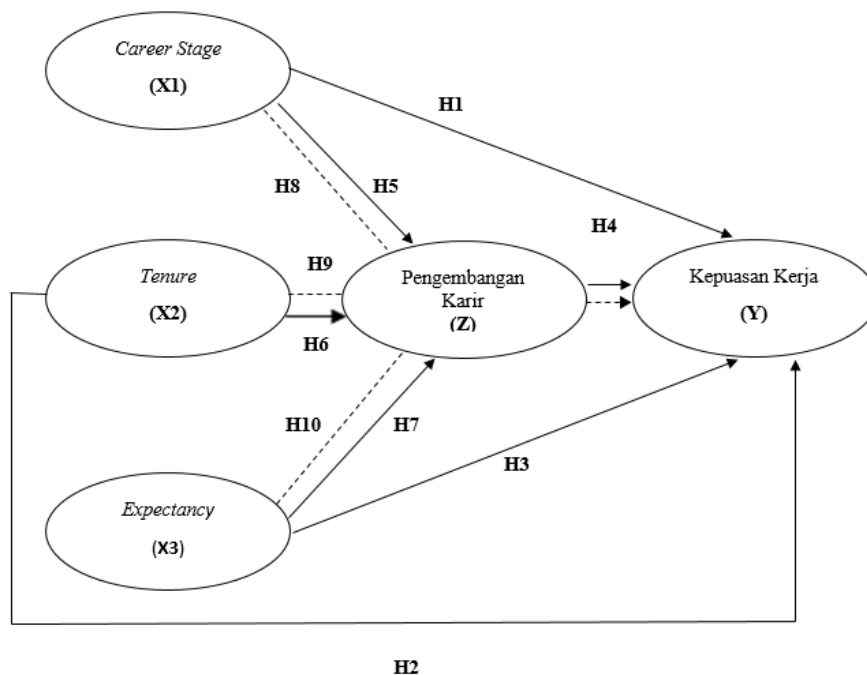 Career Stage
(X1)
H1
H8
H5
H4
Tenure
(X2)
H9
H6
Pengembangan
Karir
(Z)
Kepuasan Kerja
(Y)
H10
H7
H3
Expectancy
(X3)
H2